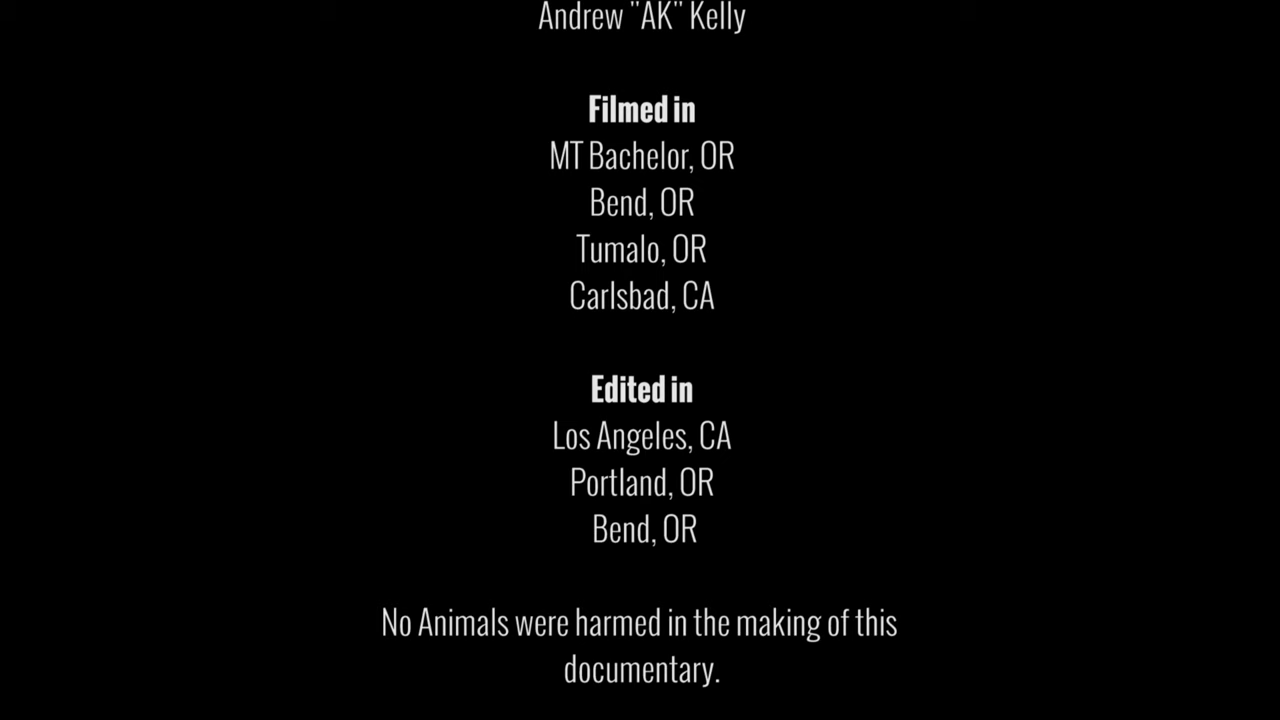 Andrew "AK" Kelly
Filmed in
MT Bachelor, OR
Bend, OR
Tumalo, OR
Carlsbad, CA
Edited in
Los Angeles, CA
Portland, OR
Bend, OR
No Animals were harmed in the making of this
documentary.